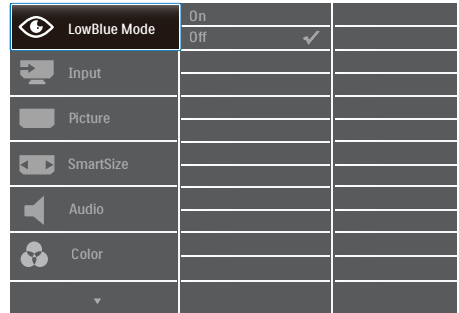 LowBlue Mode
On
Off
Input
Picture
SmartSize
Audio
Color